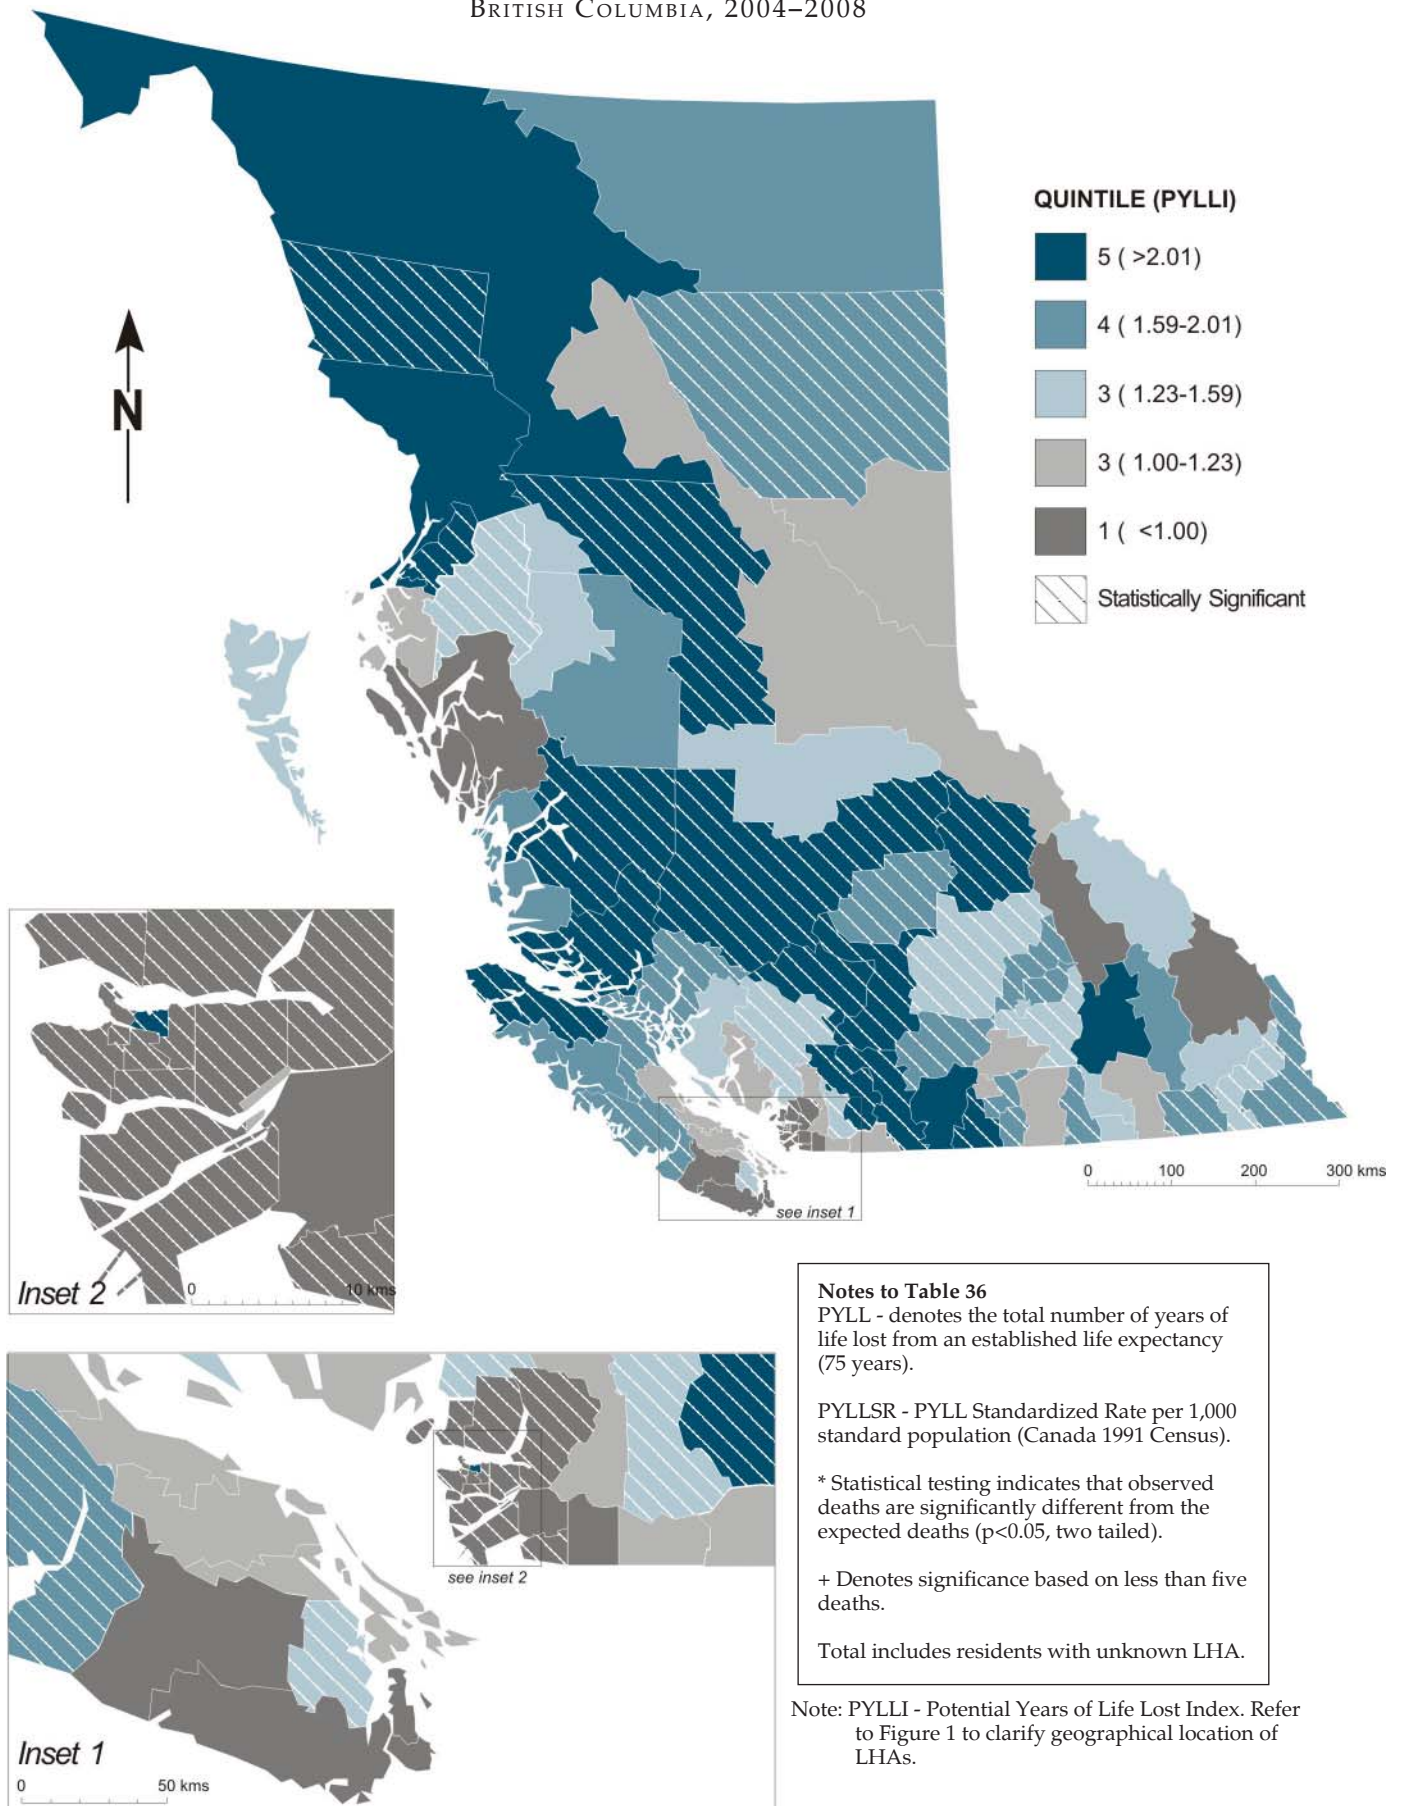 BRITISH COLUMBIA, 2004–2008
QUINTILE (PYLLI)
5 ( >2.01)
4 ( 1.59-2.01)
3 ( 1.23-1.59)
3 ( 1.00-1.23)
1 ( <1.00)
Statistically Significant
N
0 100 200 300 kms
see inset 1
Inset 2
0 10 kms
Notes to Table 36
PYLL - denotes the total number of years of
life lost from an established life expectancy
(75 years).
PYLLSR - PYLL Standardized Rate per 1,000
standard population (Canada 1991 Census).
* Statistical testing indicates that observed
deaths are significantly different from the
expected deaths (p<0.05, two tailed).
+ Denotes significance based on less than five
deaths.
Total includes residents with unknown LHA.
see inset 2
Inset 1
0 50 kms
Note: PYLLI - Potential Years of Life Lost Index. Refer
to Figure 1 to clarify geographical location of
LHAs.